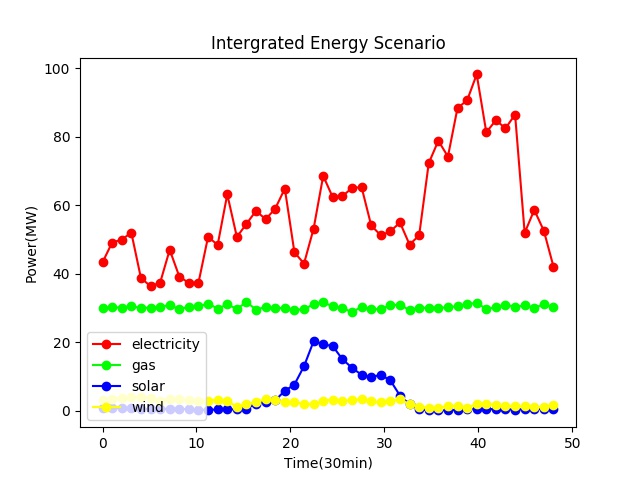 Intergrated Energy Scenario
Power(MW)
100
80
60
40
20
0
electricity
gas
solar
wind
0 10 20 30 40 50
Time(30min)